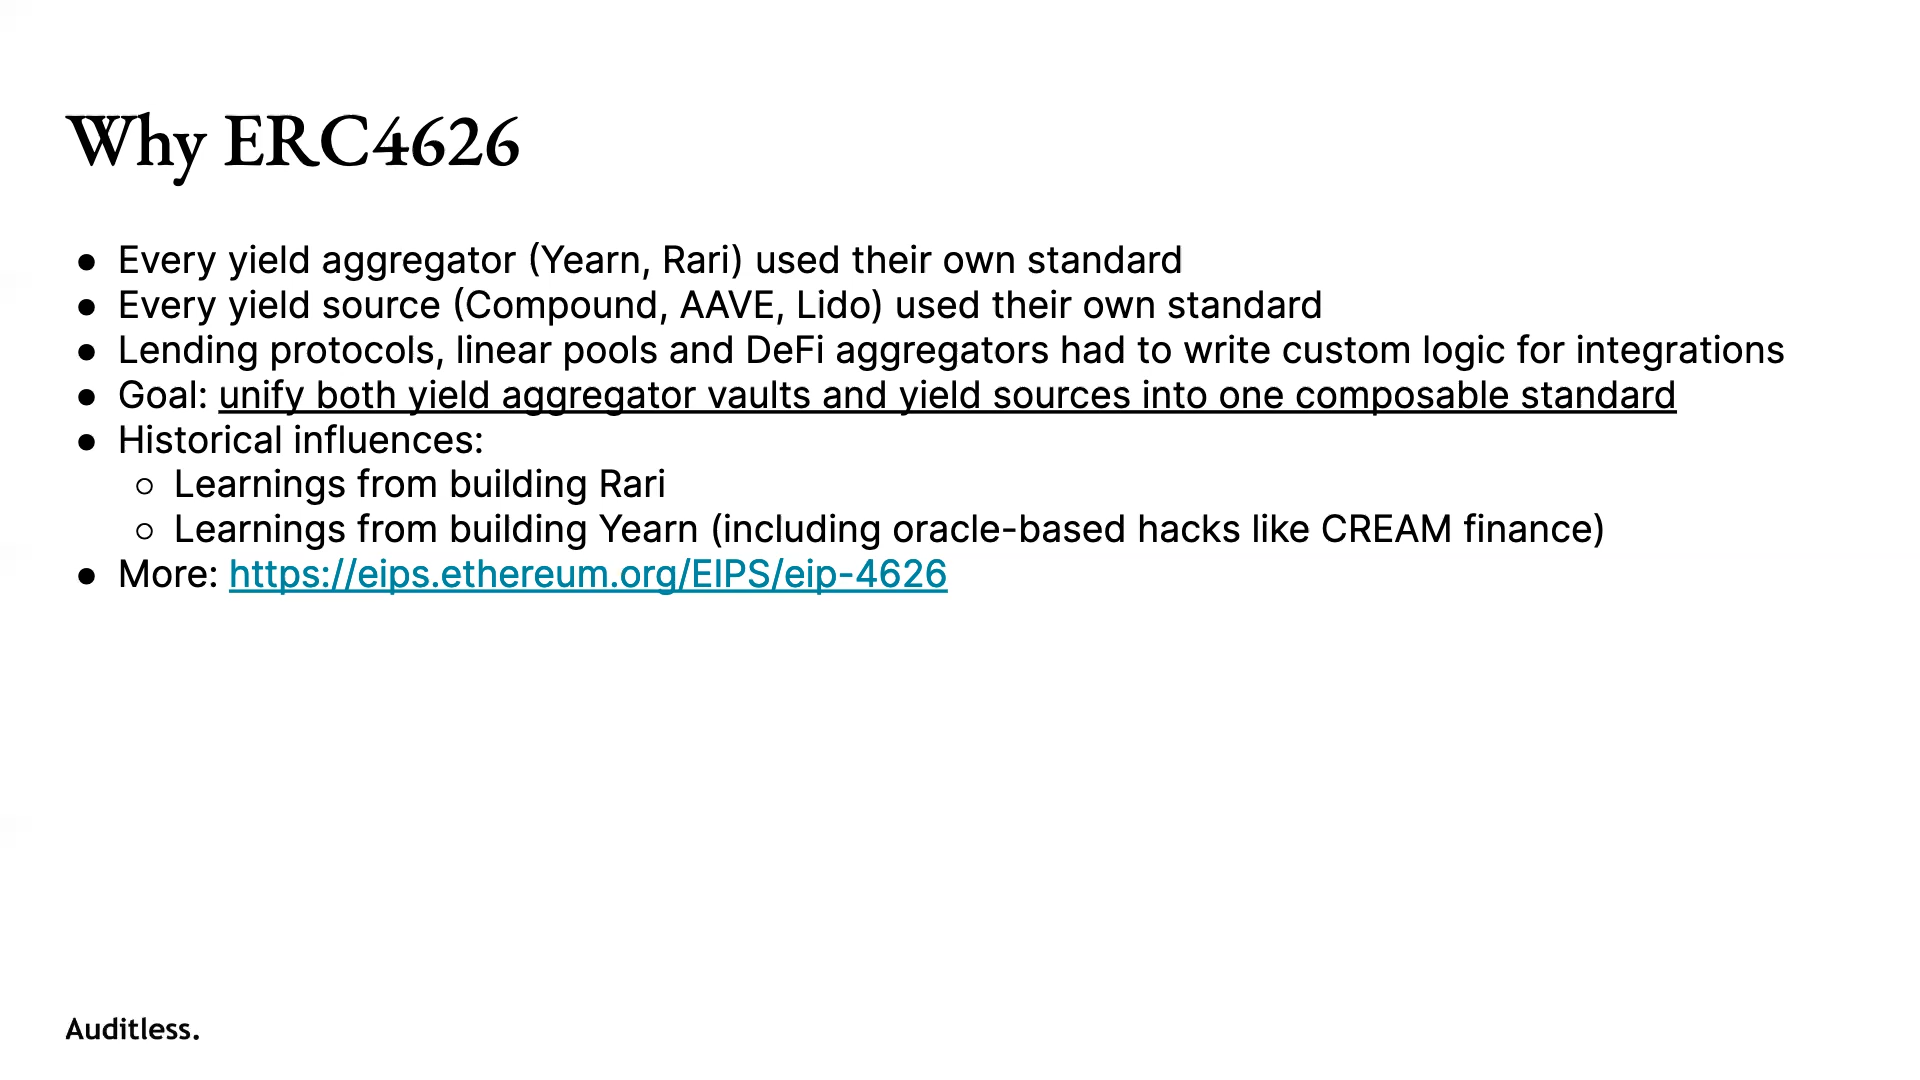 Why ERC4626
● Every yield aggregator (Yearn, Rari) used their own standard
● Every yield source (Compound, AAVE, Lido) used their own standard
● Lending protocols, linear pools and DeFi aggregators had to write custom logic for integrations
● Goal: unify both yield aggregator vaults and yield sources into one composable standard
● Historical influences:
○ Learnings from building Rari
○ Learnings from building Yearn (including oracle-based hacks like CREAM finance)
● More: https://eips.ethereum.org/EIPS/eip-4626
Auditless.